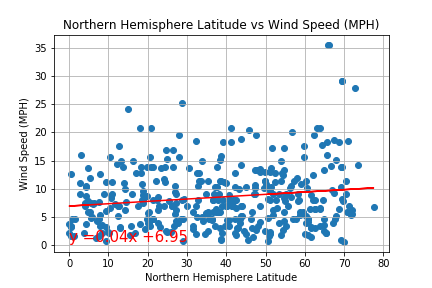 Northern Hemisphere Latitude vs Wind Speed (MPH)
35
30
25
20
15
10
5
0
Wind Speed (MPH)
y =0.04x +6.95
0 10 20 30 40 50 60 70 80
Northern Hemisphere Latitude